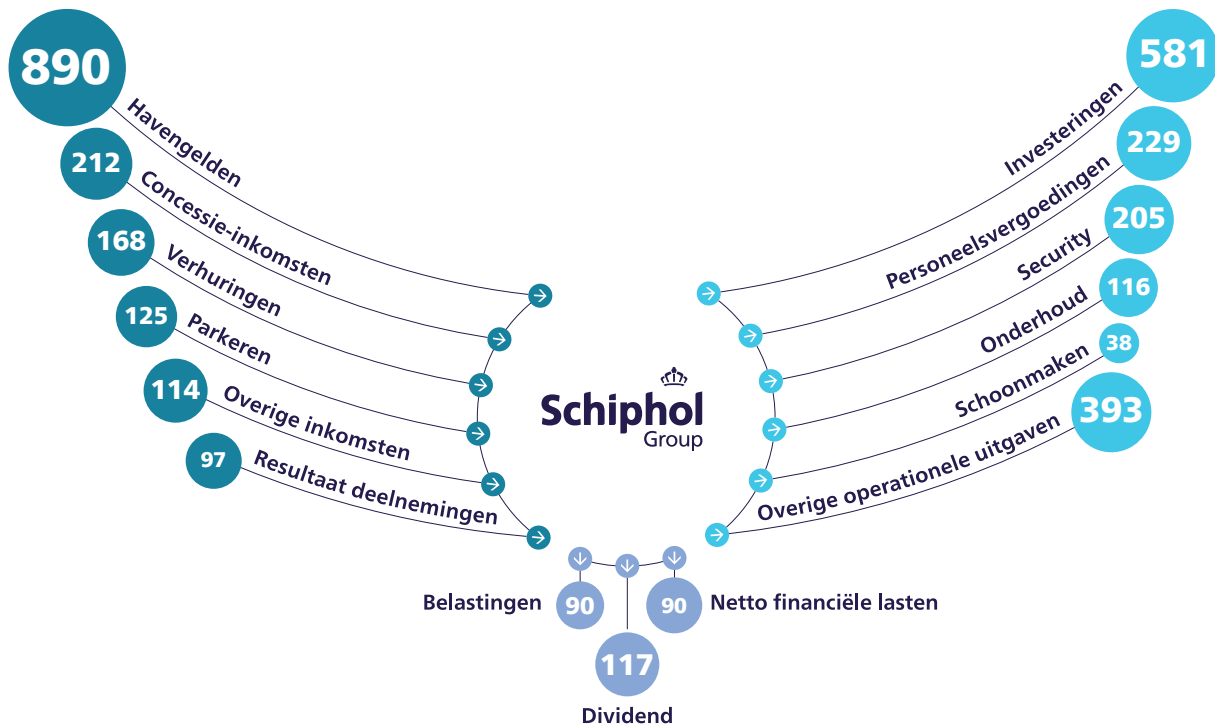 890
Havengelden
212
Concessie-inkomsten
168
Verhuringen
125
Parkeren
114
Overige inkomsten
97
Resultaat deelnemingen
Schiphol
Group
581
Investeringen
229
Personeelsvergoedingen
205
Security
116
Onderhoud
38
Schoonmaken
393
Overige operationele uitgaven
Belastingen
90
90
Netto financiële lasten
117
Dividend